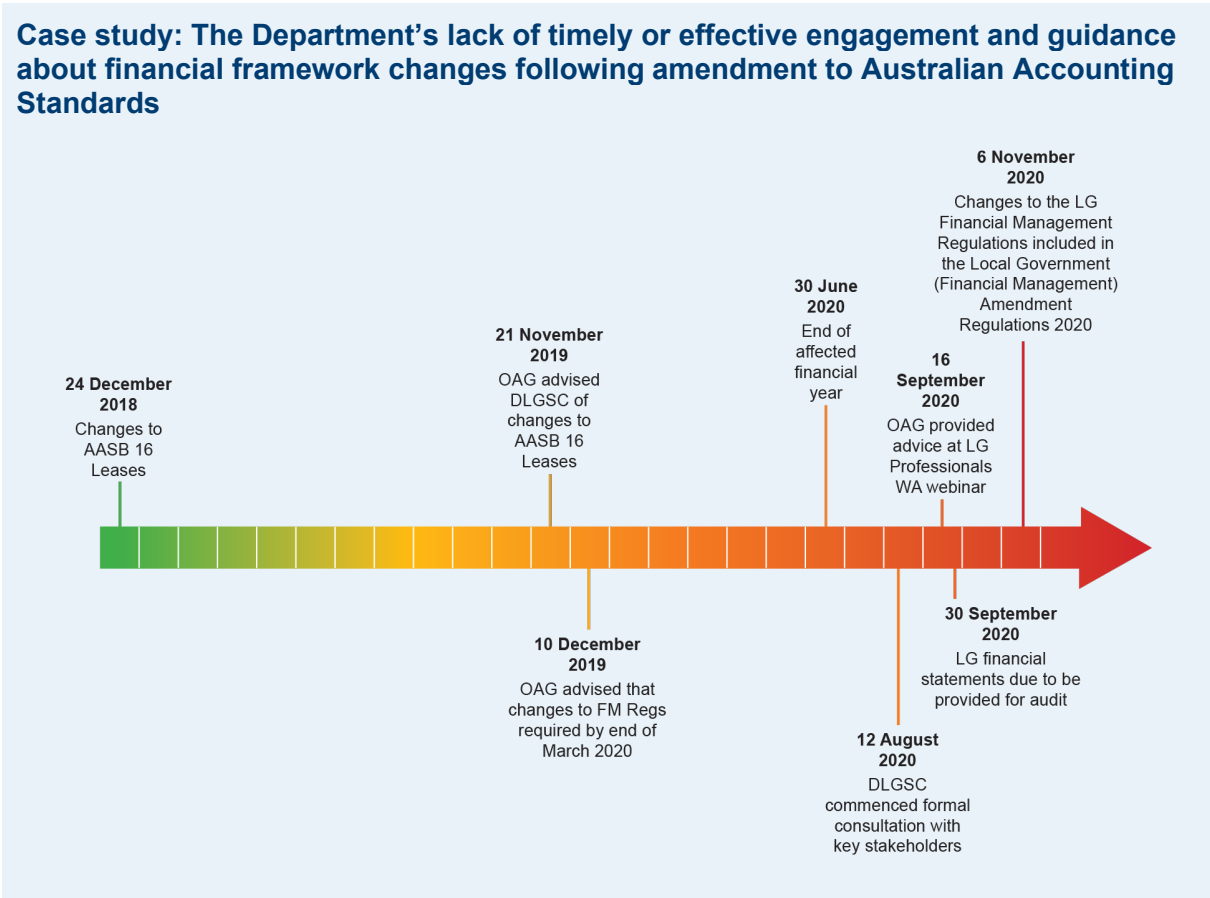 Case study: The Department’s lack of timely or effective engagement and guidance
about financial framework changes following amendment to Australian Accounting
Standards
24 December
2018
Changes to
AASB 16
Leases
21 November
2019
OAG advised
DLGSC of
changes to
AASB 16
Leases
10 December
2019
OAG advised that
changes to FM Regs
required by end of
March 2020
30 June
2020
End of
affected
financial
year
12 August
2020
DLGSC
commenced formal
consultation with
key stakeholders
16
September
2020
OAG provided
advice at LG
Professionals
WA webinar
30 September
2020
LG financial
statements due to be
provided for audit
6 November
2020
Changes to the LG
Financial Management
Regulations included in
the Local Government
(Financial Management)
Amendment
Regulations 2020